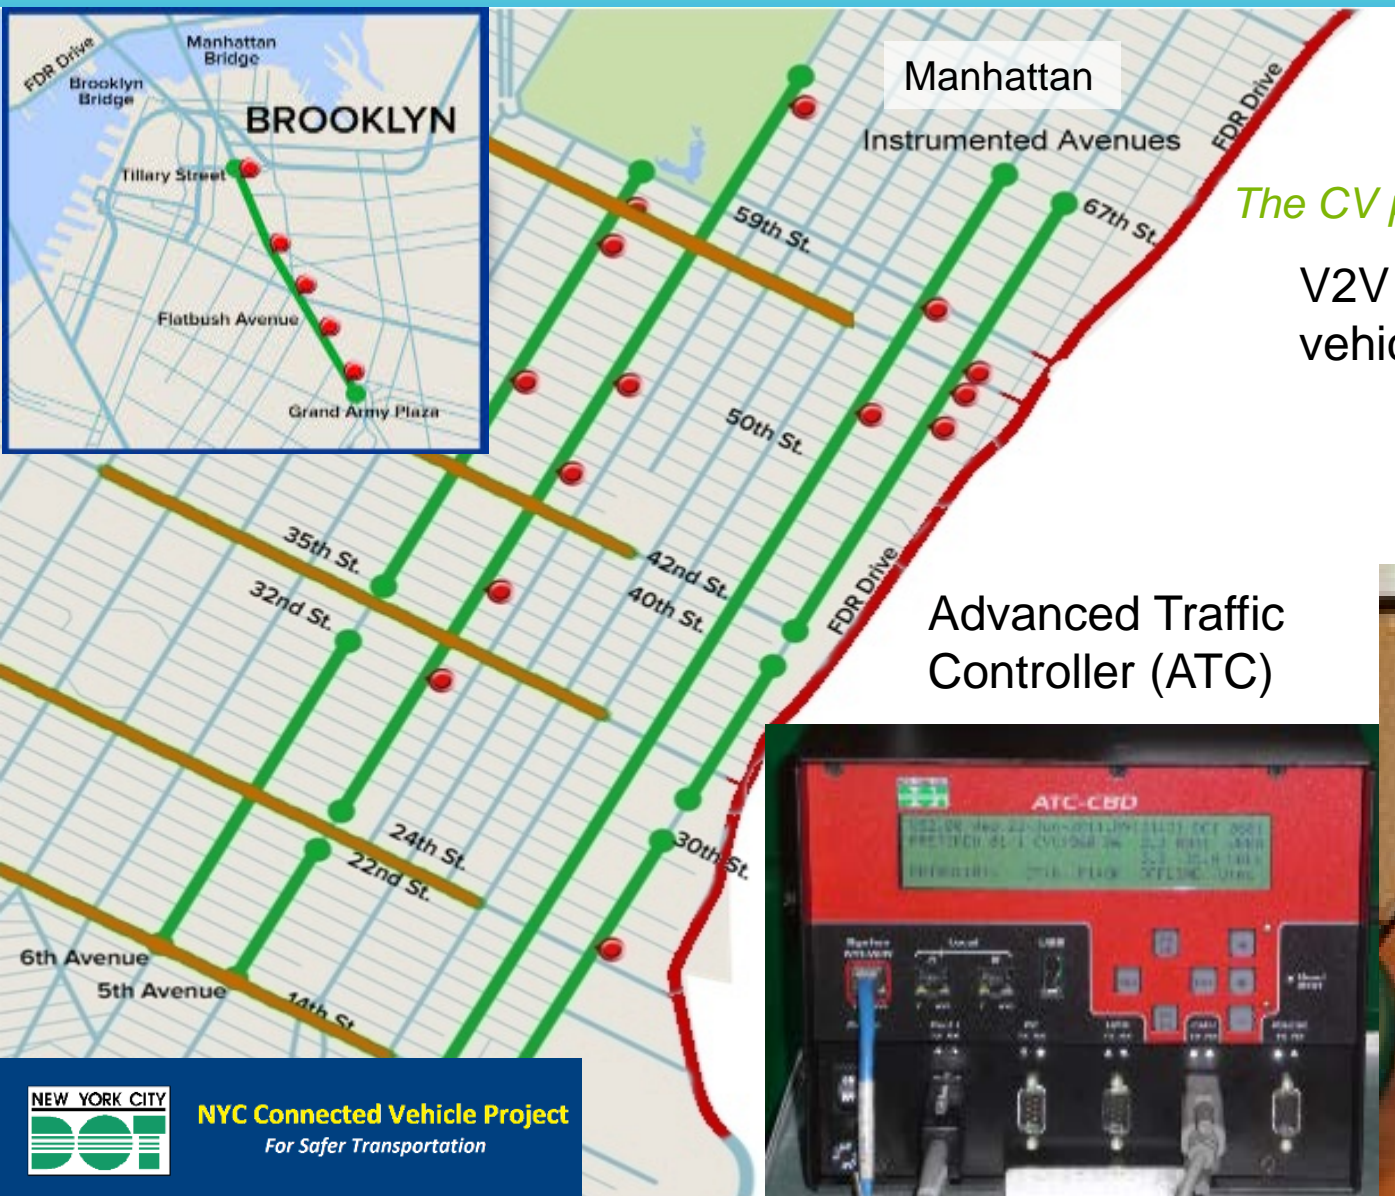 FDR Drive
Manhattan
Bridge
Brooklyn
Bridge
BROOKLYN
Tillary Street
Flatbush Avenue
Grand Army Plaza
Manhattan
Instrumented Avenues
FDR Drive
67th St.
59th St.
The CV
V2V
50th St.
42nd St.
40th St.
35th St.
32nd St.
FDR Drive
Advanced Traffic
Controller (ATC)
30th St.
24th St.
22nd St.
6th Avenue
5th Avenue
14th St.
ATC-CBD
Local
USB
NEW YORK CITY
DOT
NYC Connected Vehicle Project
For Safer Transportation